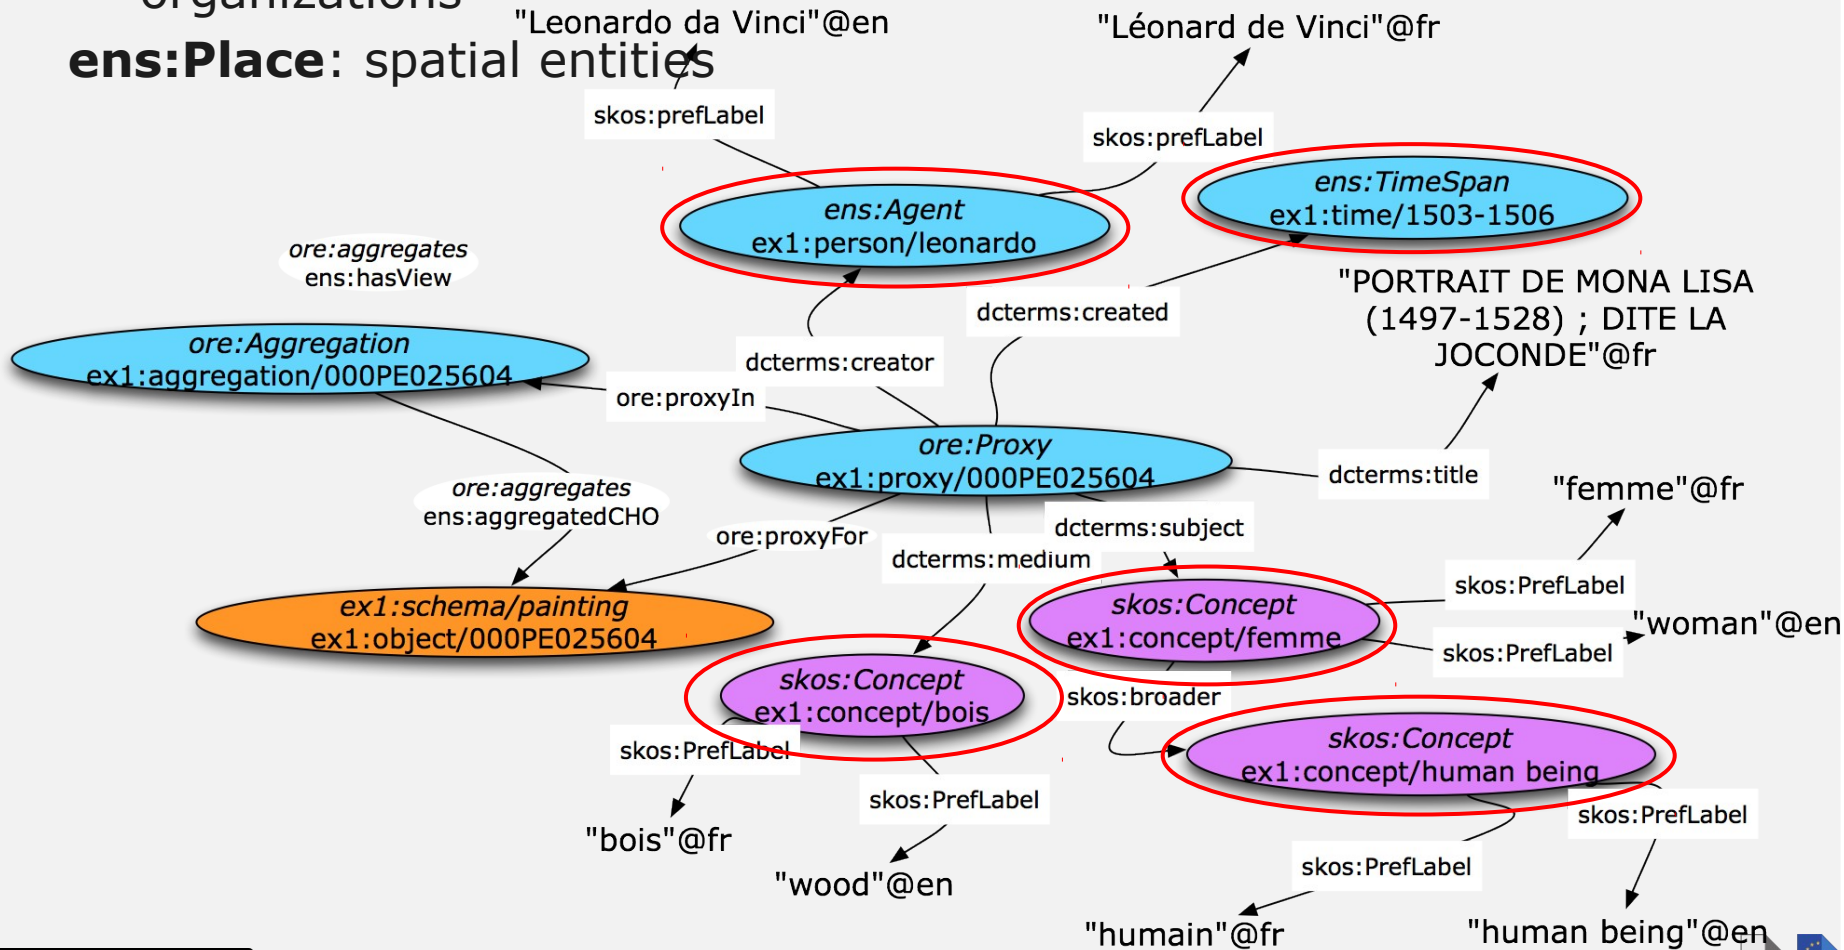 organizations
"Leonardo da Vinci"@en
"Léonard de Vinci"@fr
ens:Place: spatial entities
skos:prefLabel
skos:prefLabel
ens:Agent
ex1:person/leonardo
ens:TimeSpan
ex1:time/1503-1506
ore:aggregates
ens:hasView
dcterms:created
"PORTRAIT DE MONA LISA
(1497-1528) ; DITE LA
JOCONDE"@fr
ore:Aggregation
ex1:aggregation/000PE025604
dcterms:creator
ore:proxyIn
ore:Proxy
ex1:proxy/000PE025604
dcterms:title
"femme"@fr
ore:aggregates
ens:aggregatedCHO
ore:proxyFor
dcterms:subject
dcterms:medium
ex1:schema/painting
ex1:object/000PE025604
skos:Concept
ex1:concept/femme
skos:PrefLabel
"woman"@en
skos:PrefLabel
skos:Concept
ex1:concept/bois
skos:broader
skos:PrefLabel
skos:Concept
ex1:concept/human being
skos:PrefLabel
skos:PrefLabel
"bois"@fr
skos:PrefLabel
"wood"@en
"humain"@fr
"human being"@en